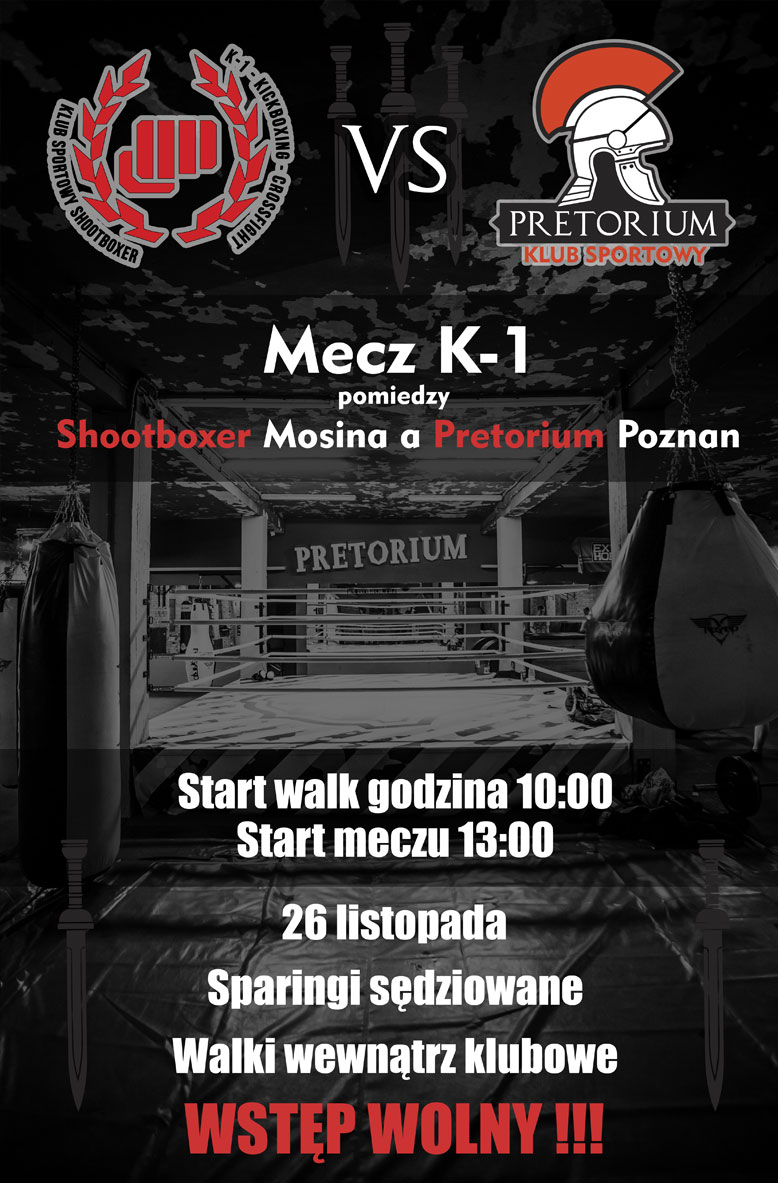 K-1 - KICKBOXING - CROSSFIGHT
KLUB SPORTOWY SHOOTBOXER
VS
PRETORIUM
KLUB SPORTOWY
Mecz K-1
pomiedzy
Shootboxer Mosina a Pretorium Poznan
PRETORIUM
Start walk godzina 10:00
Start meczu 13:00
26 listopada
Sparingi sędziowane
Walki wewnątrz klubowe
WSTĘP WOLNY !!!